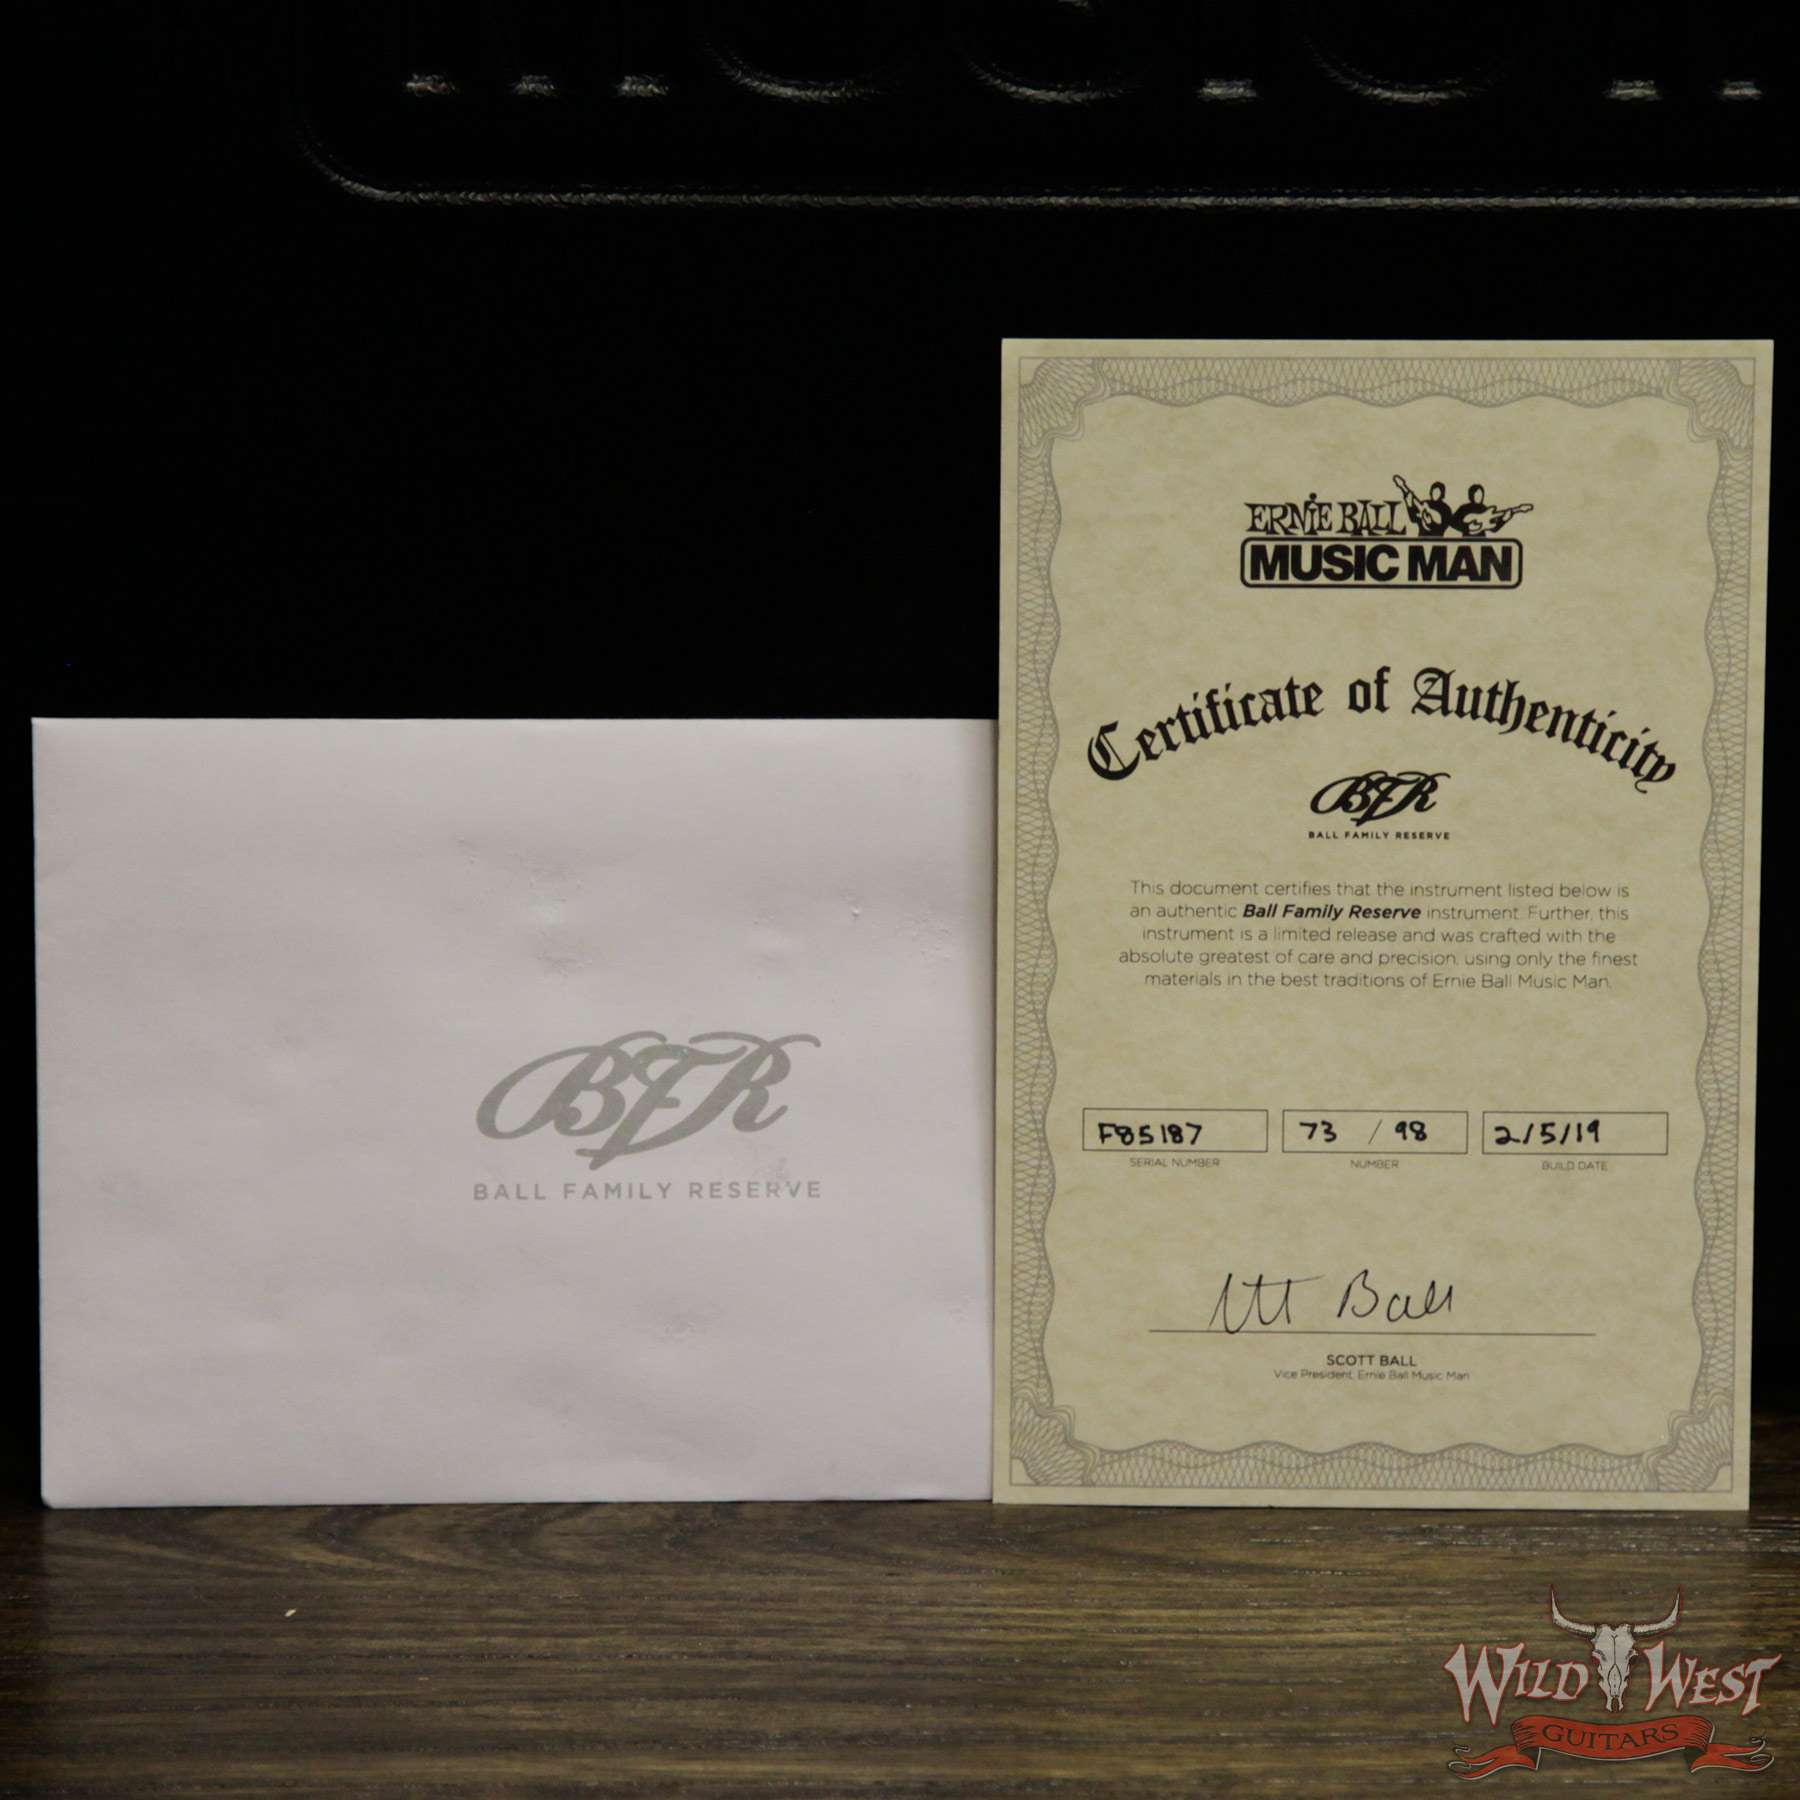 BFR
BALL FAMILY RESERVE
ERNIE BALL
MUSIC MAN
Certificate of Authenticity
BFR
BALL FAMILY RESERVE
This document certifies that the instrument listed below is
an authentic Ball Family Reserve instrument. Further, this
instrument is a limited release and was crafted with the
absolute greatest of care and precision, using only the finest
materials in the best traditions of Ernie Ball Music Man.
F85187 73 / 98 2/5/19
SERIAL NUMBER NUMBER BUILD DATE
Ball
SCOTT BALL
Vice President, Ernie Ball Music Man
WILD WEST
GUITARS